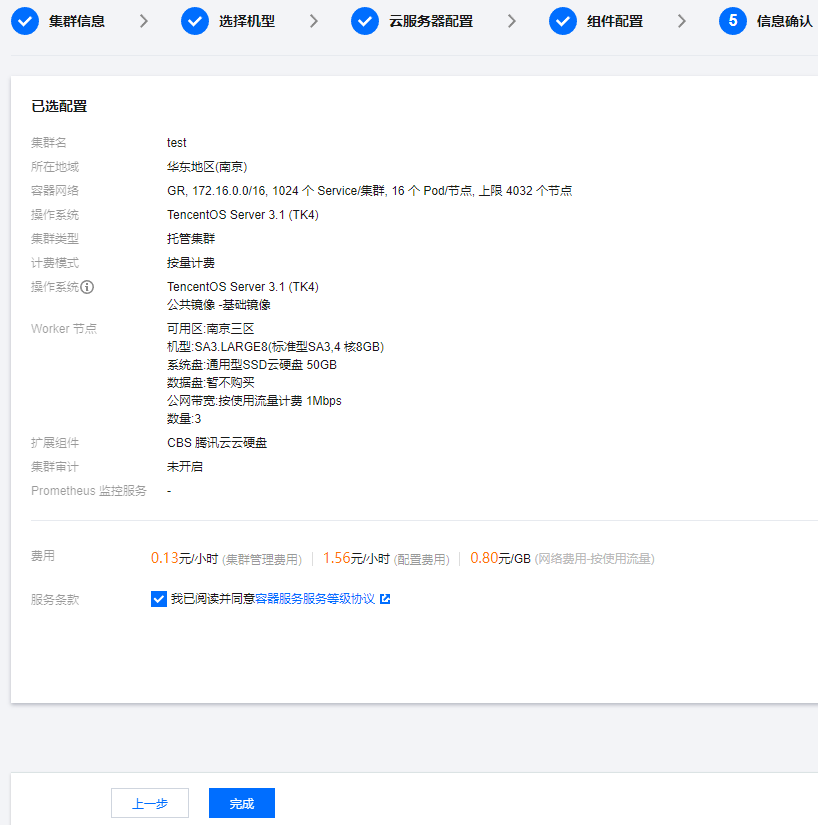 集群信息 选择机型 云服务器配置 组件配置 5 信息确认
已选配置
集群名 test
所在地域 华东地区(南京)
容器网络 GR, 172.16.0.0/16, 1024 个 Service/集群, 16 个 Pod/节点, 上限 4032 个节点
操作系统 TencentOS Server 3.1 (TK4)
集群类型 托管集群
计费模式 按量计费
操作系统 TencentOS Server 3.1 (TK4)
公共镜像 -基础镜像
Worker 节点 可用区:南京三区
机型:SA3.LARGE8(标准型SA3,4 核8GB)
系统盘:通用型SSD云硬盘 50GB
数据盘:暂不购买
公网带宽:按使用流量计费 1Mbps
数量:3
扩展组件 CBS 腾讯云云硬盘
集群审计 未开启
Prometheus 监控服务 -
费用 0.13元/小时 (集群管理费用) 1.56元/小时 (配置费用) 0.80元/GB (网络费用-按使用流量)
服务条款 我已阅读并同意容器服务服务等级协议
上一步 完成